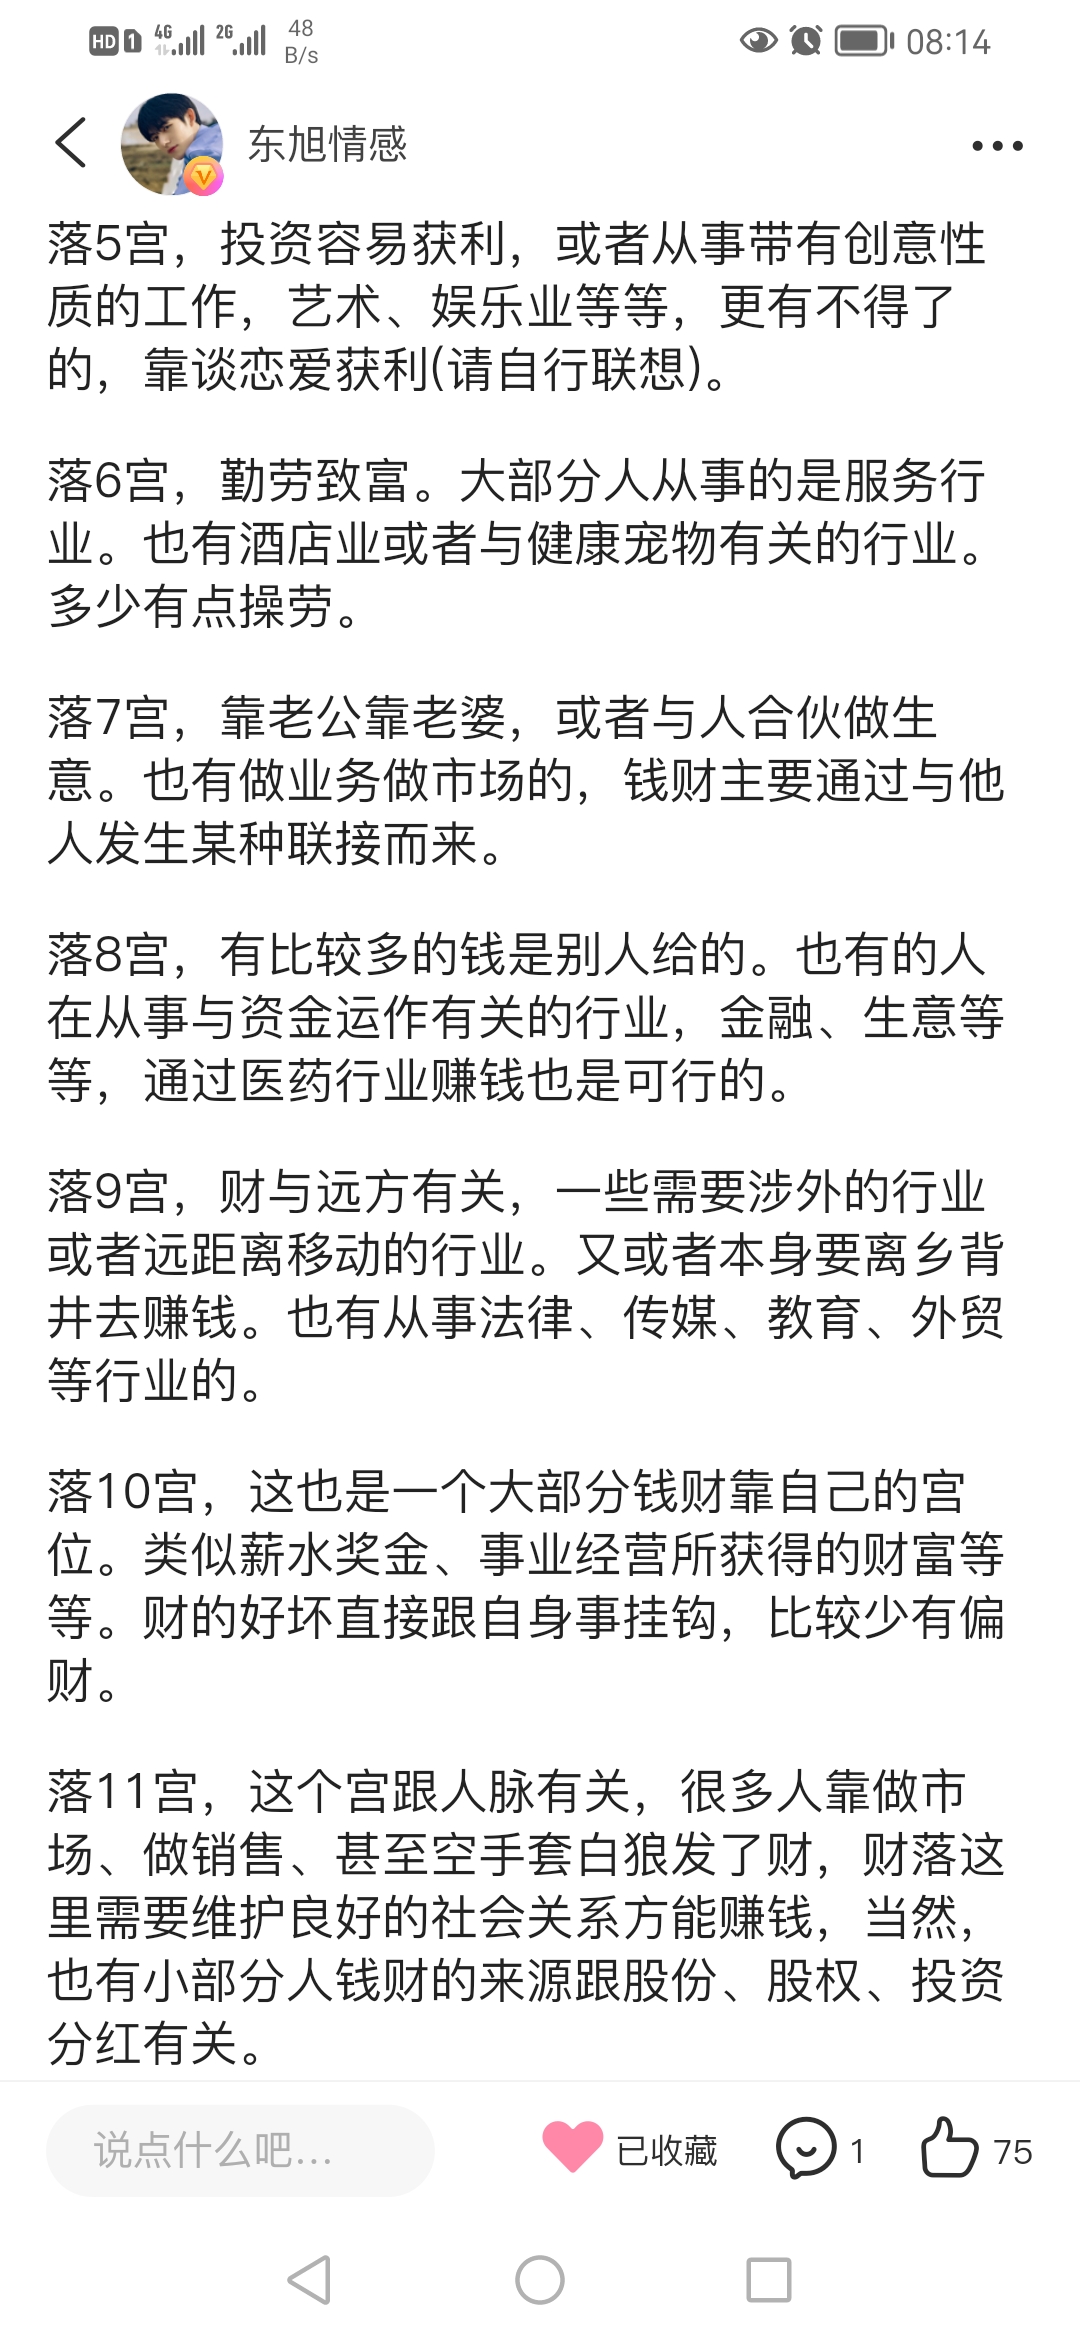 HD 1 4G 2G 48 B/s 08:14
东旭情感
落5宫，投资容易获利，或者从事带有创意性
质的工作，艺术、娱乐业等等，更有不得了
的，靠谈恋爱获利(请自行联想)。
落6宫，勤劳致富。大部分人从事的是服务行
业。也有酒店业或者与健康宠物有关的行业。
多少有点操劳。
落7宫，靠老公靠老婆，或者与人合伙做生
意。也有做业务做市场的，钱财主要通过与他
人发生某种联接而来。
落8宫，有比较多的钱是别人给的。也有的人
在从事与资金运作有关的行业，金融、生意等
等，通过医药行业赚钱也是可行的。
落9宫，财与远方有关，一些需要涉外的行业
或者远距离移动的行业。又或者本身要离乡背
井去赚钱。也有从事法律、传媒、教育、外贸
等行业的。
落10宫，这也是一个大部分钱财靠自己的宫
位。类似薪水奖金、事业经营所获得的财富等
等。财的好坏直接跟自身事挂钩，比较少有偏
财。
落11宫，这个宫跟人脉有关，很多人靠做市
场、做销售、甚至空手套白狼发了财，财落这
里需要维护良好的社会关系方能赚钱，当然，
也有小部分人钱财的来源跟股份、股权、投资
分红有关。
说点什么吧... 已收藏 1 75